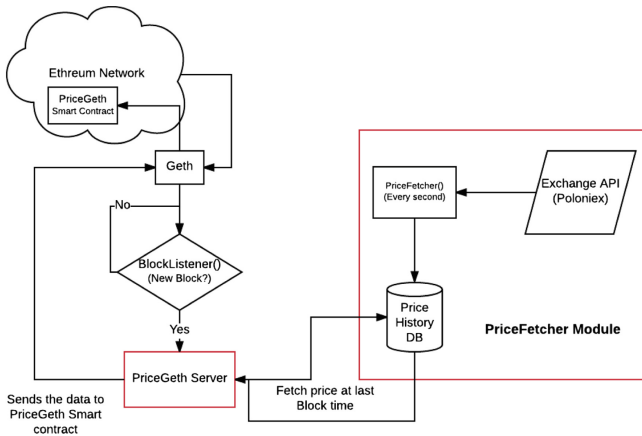 Ethreum Network
PriceGeth
Smart Contract
Geth
No
BlockListener()
(New Block?)
Yes
PriceGeth Server
Sends the data to
PriceGeth Smart
contract
Fetch price at last
Block time
PriceFetcher()
(Every second)
Exchange API
(Poloniex)
Price
History
DB
PriceFetcher Module